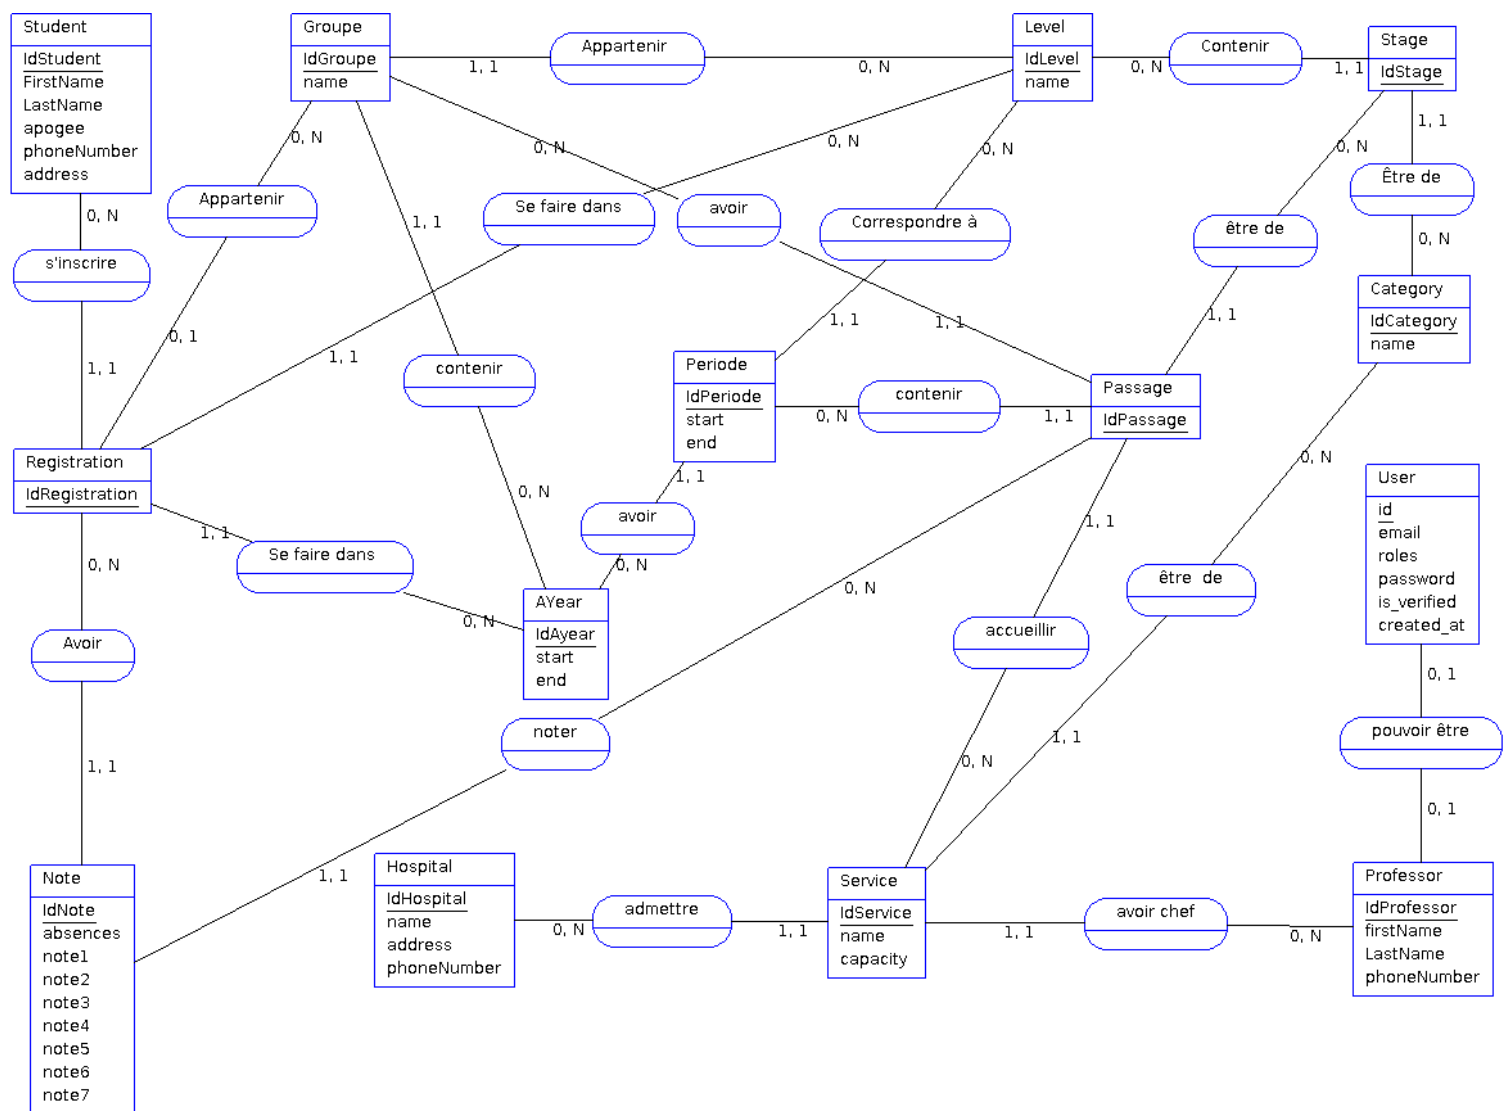 Student
IdStudent
FirstName
LastName
apogee
phoneNumber
address
Groupe
IdGroupe
name
1, 1
Appartenir
0, N
Level
IdLevel
name
0, N
Contenir
1, 1
Stage
IdStage
0, N
0, N
0, N
0, N
0, N
1, 1
Appartenir
Se faire dans
avoir
Correspondre à
être de
Être de
0, N
1, 1
0, N
s'inscrire
0, 1
1, 1
1, 1
1, 1
1, 1
1, 1
Category
IdCategory
name
contenir
Periode
IdPeriode
start
end
0, N
contenir
1, 1
Passage
IdPassage
Registration
IdRegistration
0, N
1, 1
0, N
1, 1
Se faire dans
0, N
avoir
0, N
1, 1
0, N
User
id
email
roles
password
is_verified
created_at
0, N
Avoir
AYear
IdAyear
start
end
0, N
accueillir
être  de
0, 1
noter
1, 1
0, N
1, 1
pouvoir être
1, 1
0, 1
Note
IdNote
absences
note1
note2
note3
note4
note5
note6
note7
Hospital
IdHospital
name
address
phoneNumber
0, N
admettre
1, 1
Service
IdService
name
capacity
1, 1
avoir chef
0, N
Professor
IdProfessor
firstName
LastName
phoneNumber